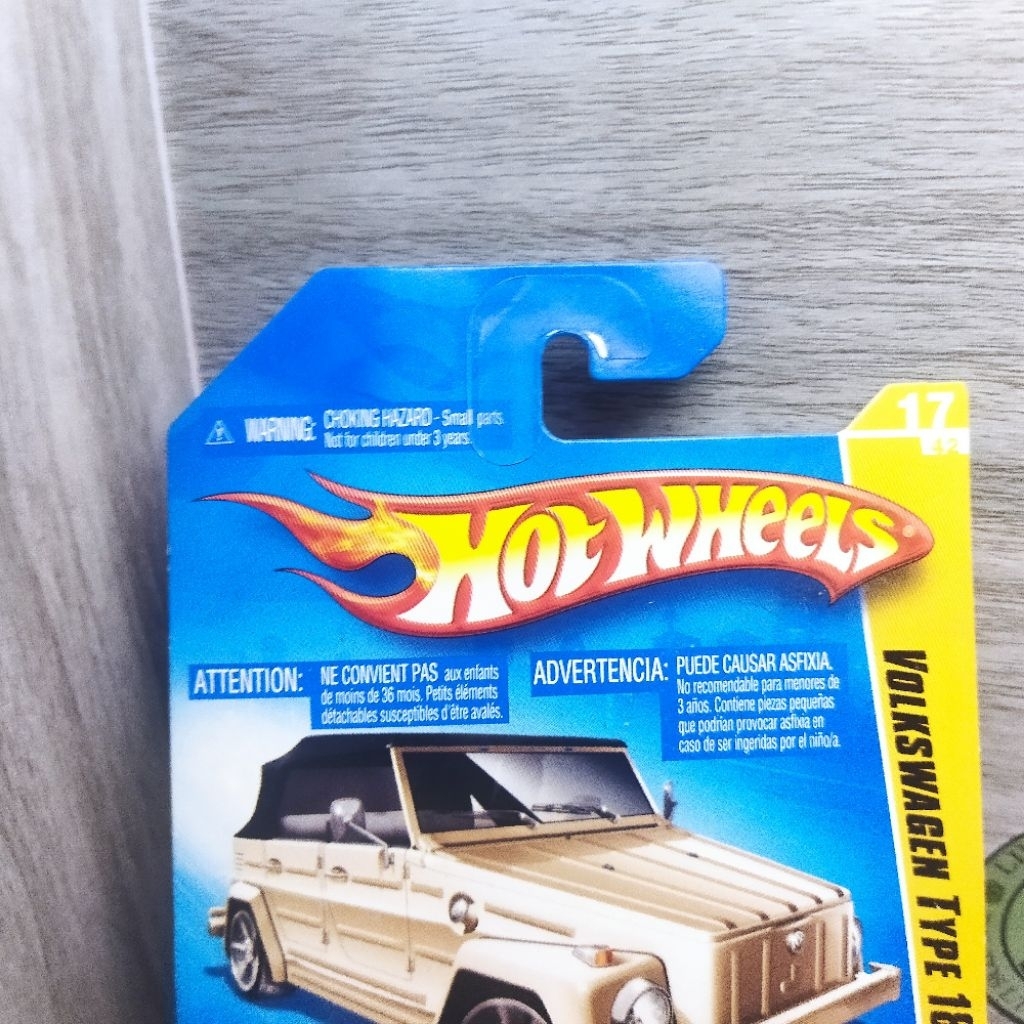 WARNING: CHOKING HAZARD - Small parts.
Not for children under 3 years.
17
42
HOT WHEELS
ATTENTION: NE CONVIENT PAS aux enfants
de moins de 36 mois. Petits éléments
détachables susceptibles d'être avalés.
ADVERTENCIA: PUEDE CAUSAR ASFIXIA.
No recomendable para menores de
3 años. Contiene piezas pequeñas
que podrían provocar asfixia en
caso de ser ingeridas por el niño/a.
VOLKSWAGEN TYPE 18